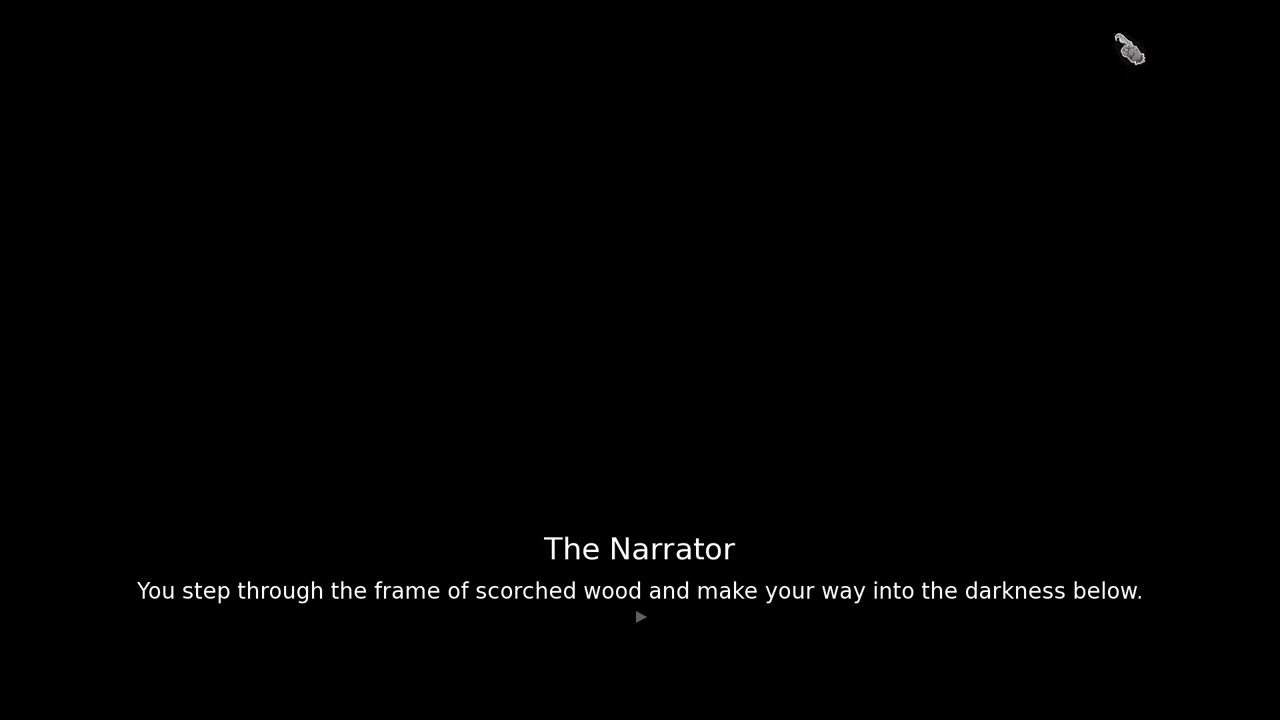 The Narrator
You step through the frame of scorched wood and make your way into the darkness below.